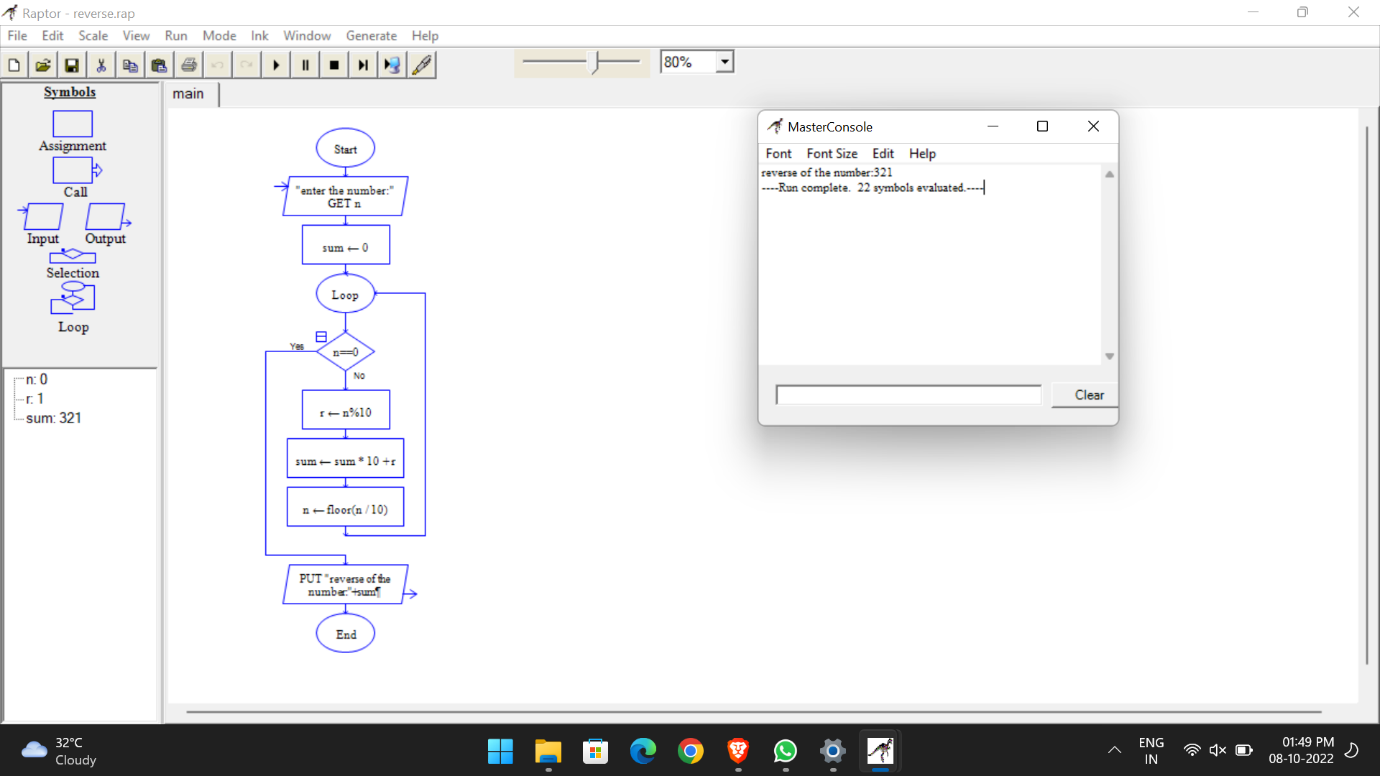 Raptor - reverse.rap
File Edit Scale View Run Mode Ink Window Generate Help
80%
Symbols
Assignment
Call
Input Output
Selection
Loop
n: 0
r: 1
sum: 321
main
Start
"enter the number:"
GET n
sum ← 0
Loop
Yes
n==0
No
r ← n%10
sum ← sum * 10 +r
n ← floor(n / 10)
PUT "reverse of the
number:"+sum¶
End
MasterConsole
Font Font Size Edit Help
reverse of the number:321
----Run complete. 22 symbols evaluated.----
Clear
32°C
Cloudy
ENG
IN
01:49 PM
08-10-2022